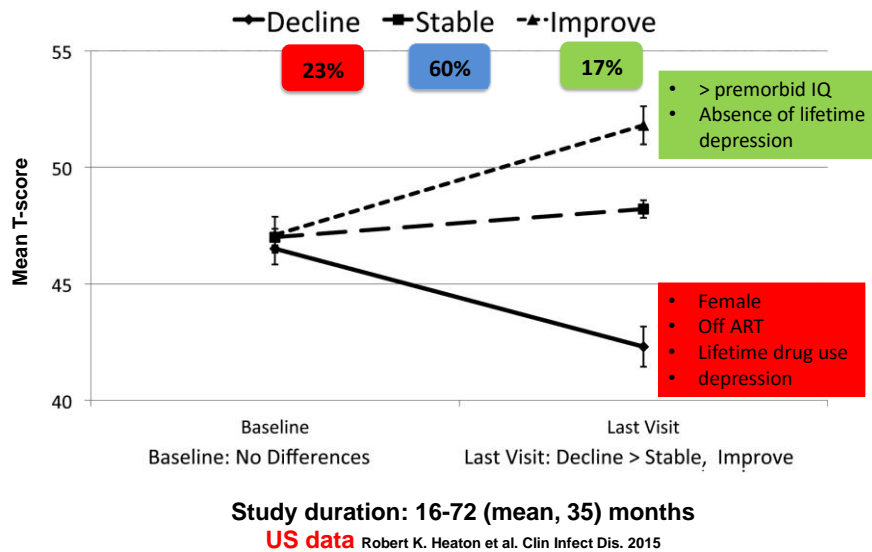 Decline Stable Improve
55
23% 60% 17%
• > premorbid IQ
• Absence of lifetime
depression
50
Mean T-score
45
• Female
• Off ART
• Lifetime drug use
• depression
40
Baseline Last Visit
Baseline: No Differences Last Visit: Decline > Stable, Improve
Study duration: 16-72 (mean, 35) months
US data Robert K. Heaton et al. Clin Infect Dis. 2015